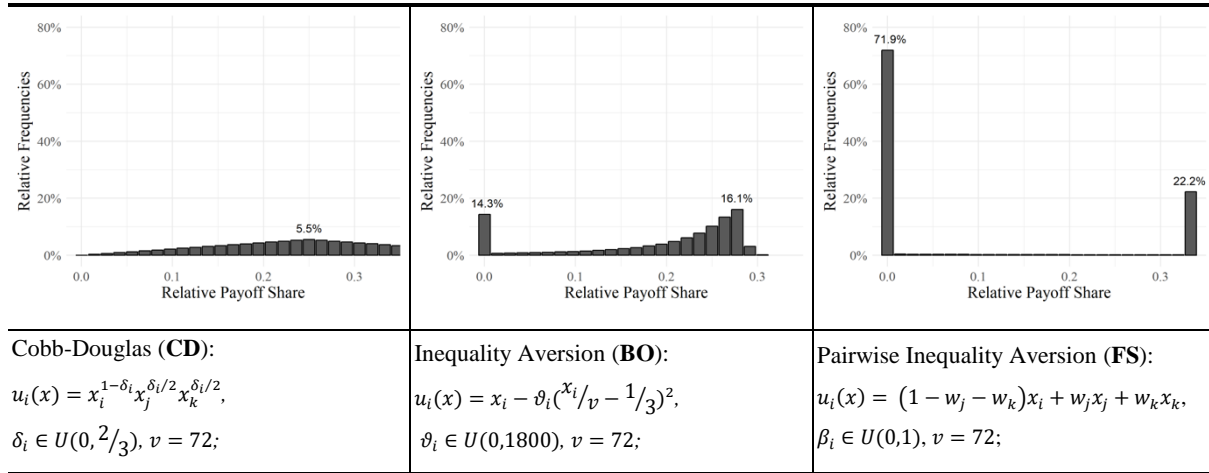 80%
60%
40%
20%
0%
Relative Frequencies
5.5%
0.0 0.1 0.2 0.3
Relative Payoff Share
80%
60%
40%
20%
0%
Relative Frequencies
14.3%
16.1%
0.0 0.1 0.2 0.3
Relative Payoff Share
80%
60%
40%
20%
0%
Relative Frequencies
71.9%
22.2%
0.0 0.1 0.2 0.3
Relative Payoff Share
Cobb-Douglas (CD):
u_i(x) = x_i^{1−δ_i} x_j^{δ_i/2} x_k^{δ_i/2},
δ_i ∈ U(0, 2/3), v = 72;
Inequality Aversion (BO):
u_i(x) = x_i − ϑ_i(x_i/v − 1/3)^2,
ϑ_i ∈ U(0,1800), v = 72;
Pairwise Inequality Aversion (FS):
u_i(x) = (1 − w_j − w_k)x_i + w_j x_j + w_k x_k,
β_i ∈ U(0,1), v = 72;